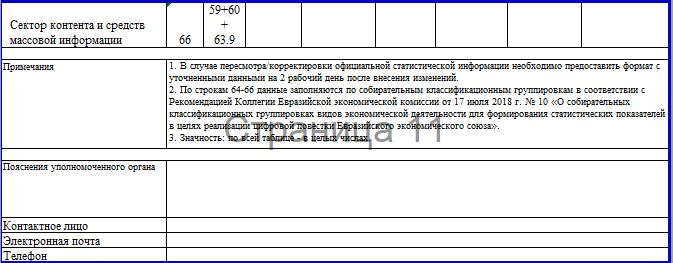 59+60
Сектор контента и средств +
массовой информации 66 63.9
Примечания
1. В случае пересмотра/корректировки официальной статистической информации необходимо предоставить формат с
уточненными данными на 2 рабочий день после внесения изменений.
2. По строкам 64-66 данные заполняются по собирательным классификационным группировкам в соответствии с
Рекомендацией Коллегии Евразийской экономической комиссии от 17 июля 2018 г. № 10 «О собирательных
классификационных группировках видов экономической деятельности для формирования статистических показателей
в целях реализации цифровой повестки Евразийского экономического союза».
3. Значность: по всей таблице - в целых числах.
Страница 11
Пояснения уполномоченного органа
Контактное лицо
Электронная почта
Телефон